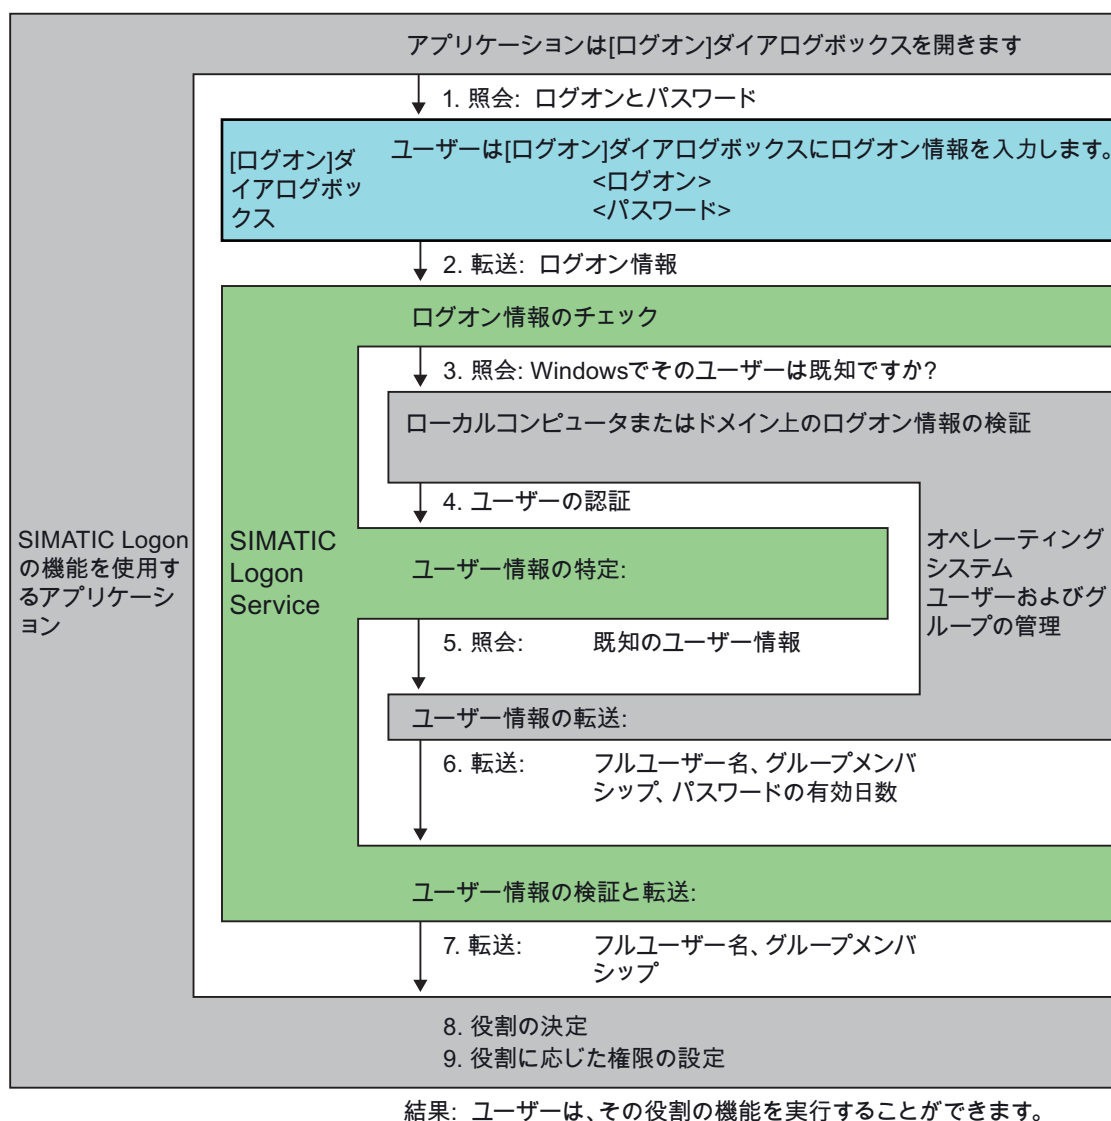 アプリケーションは[ログオン]ダイアログボックスを開きます
1. 照会: ログオンとパスワード
[ログオン]ダ
イアログボッ
クス
ユーザーは[ログオン]ダイアログボックスにログオン情報を入力します。
<ログオン>
<パスワード>
2. 転送: ログオン情報
ログオン情報のチェック
3. 照会: Windowsでそのユーザーは既知ですか?
ローカルコンピュータまたはドメイン上のログオン情報の検証
4. ユーザーの認証
SIMATIC Logon
の機能を使用す
るアプリケーシ
ョン
SIMATIC
Logon
Service
ユーザー情報の特定:
オペレーティング
システム
ユーザーおよびグ
ループの管理
5. 照会: 既知のユーザー情報
ユーザー情報の転送:
6. 転送: フルユーザー名、グループメンバ
シップ、パスワードの有効日数
ユーザー情報の検証と転送:
7. 転送: フルユーザー名、グループメンバ
シップ
8. 役割の決定
9. 役割に応じた権限の設定
結果: ユーザーは、その役割の機能を実行することができます。